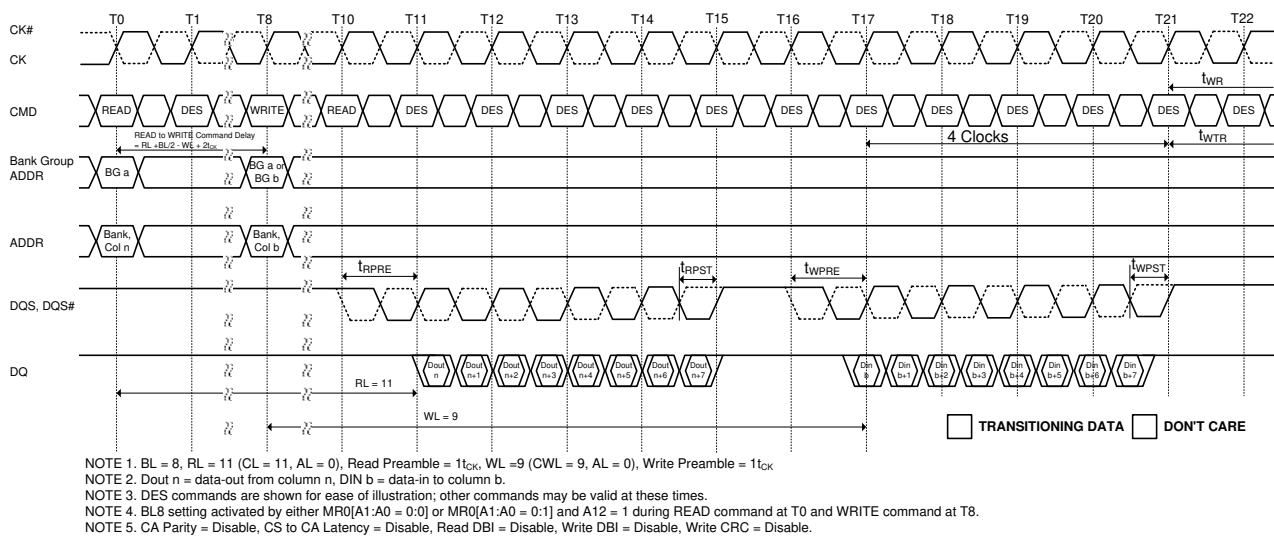 T0 T1 T8 T10 T11 T12 T13 T14 T15 T16 T17 T18 T19 T20 T21 T22
CK#
CK
tWR
CMD READ DES WRITE READ DES DES DES DES DES DES DES DES DES DES DES DES
READ to WRITE Command Delay
= RL +BL/2 - WL + 2tCK
4 Clocks
tWTR
Bank Group
ADDR
BG a
BG a or
BG b
ADDR
Bank,
Col n
Bank,
Col b
tRPRE tRPST tWPRE tWPST
DQS, DQS#
DQ
Dout
n
Dout
n+1
Dout
n+2
Dout
n+3
Dout
n+4
Dout
n+5
Dout
n+6
Dout
n+7
Din
b
Din
b+1
Din
b+2
Din
b+3
Din
b+4
Din
b+5
Din
b+6
Din
b+7
RL = 11
WL = 9
TRANSITIONING DATA DON'T CARE
NOTE 1. BL = 8, RL = 11 (CL = 11, AL = 0), Read Preamble = 1tCK, WL =9 (CWL = 9, AL = 0), Write Preamble = 1tCK
NOTE 2. Dout n = data-out from column n, DIN b = data-in to column b.
NOTE 3. DES commands are shown for ease of illustration; other commands may be valid at these times.
NOTE 4. BL8 setting activated by either MR0[A1:A0 = 0:0] or MR0[A1:A0 = 0:1] and A12 = 1 during READ command at T0 and WRITE command at T8.
NOTE 5. CA Parity = Disable, CS to CA Latency = Disable, Read DBI = Disable, Write DBI = Disable, Write CRC = Disable.